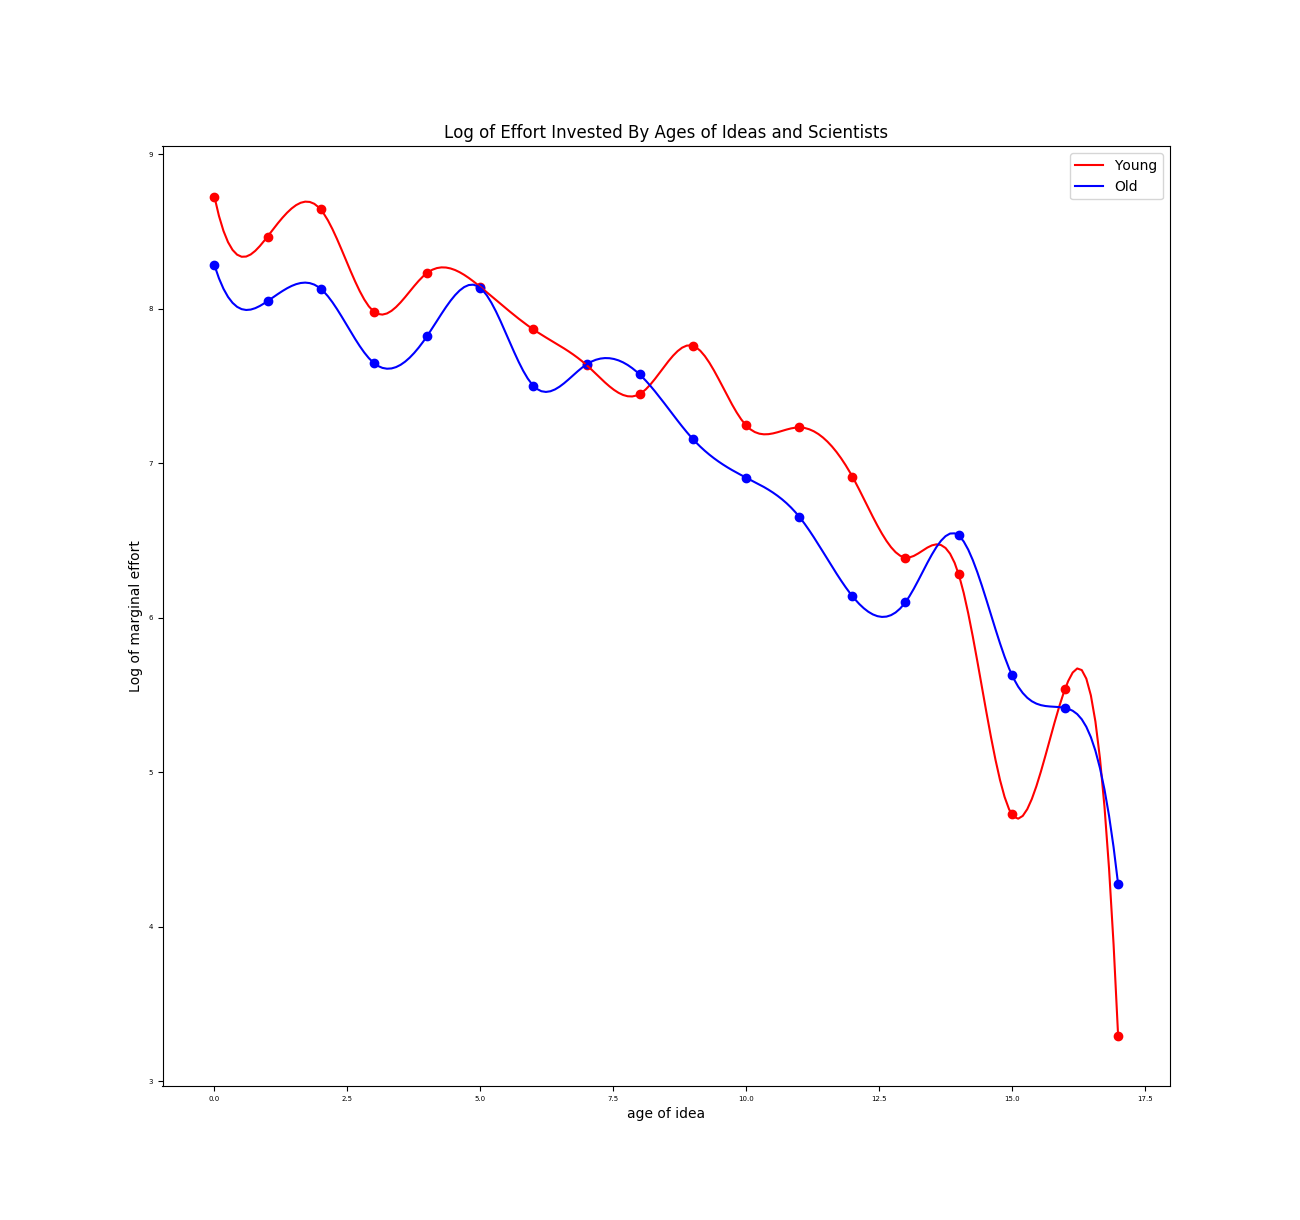 Log of Effort Invested By Ages of Ideas and Scientists
Young
Old
9
8
7
6
5
4
3
Log of marginal effort
0.0 2.5 5.0 7.5 10.0 12.5 15.0 17.5
age of idea